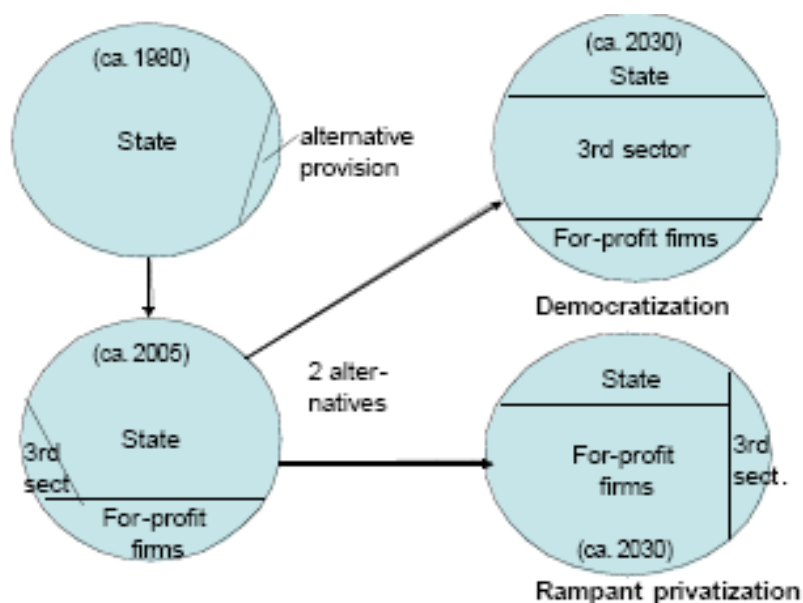 (ca. 1980)
State
alternative
provision
(ca. 2030)
State
3rd sector
For-profit firms
Democratization
(ca. 2005)
State
3rd
sect
For-profit
firms
2 alter-
natives
State
For-profit
firms
3rd
sect.
(ca. 2030)
Rampant privatization